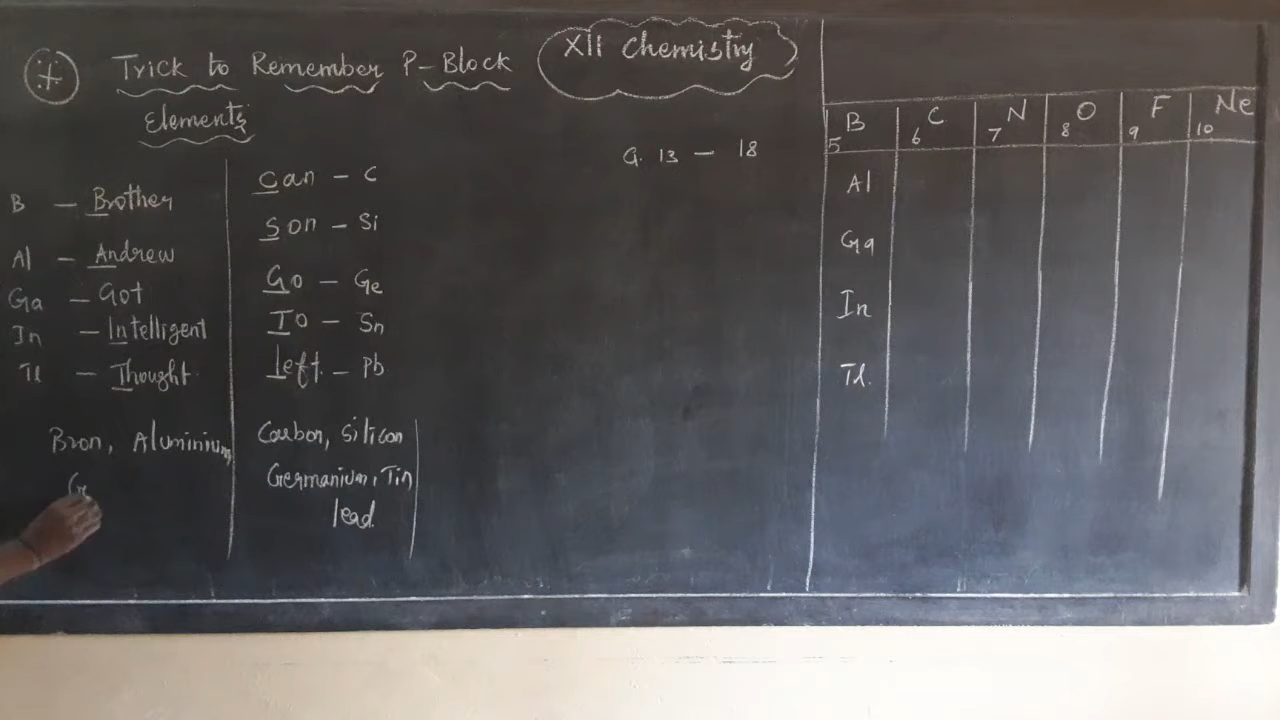 Trick to Remember P-Block
Elements
XII Chemistry
G. 13 - 18
B - Brother
Al - Andrew
Ga - Got
In - Intelligent
Tl - Thought
Can - C
Son - Si
Go - Ge
TO - Sn
Left - Pb
Bron, Aluminium,
Ga
Carbon, Silicon
Germanium, Tin
lead
B C N O F Ne
5 6 7 8 9 10
Al
Ga
In
Tl.